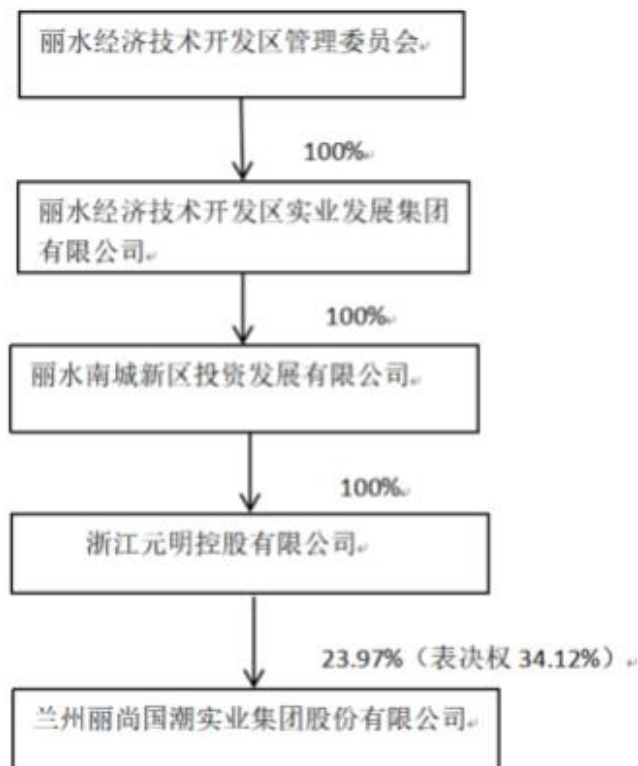 丽水经济技术开发区管理委员会
100%
丽水经济技术开发区实业发展集团
有限公司
100%
丽水南城新区投资发展有限公司
100%
浙江元明控股有限公司
23.97%（表决权 34.12%）
兰州丽尚国潮实业集团股份有限公司